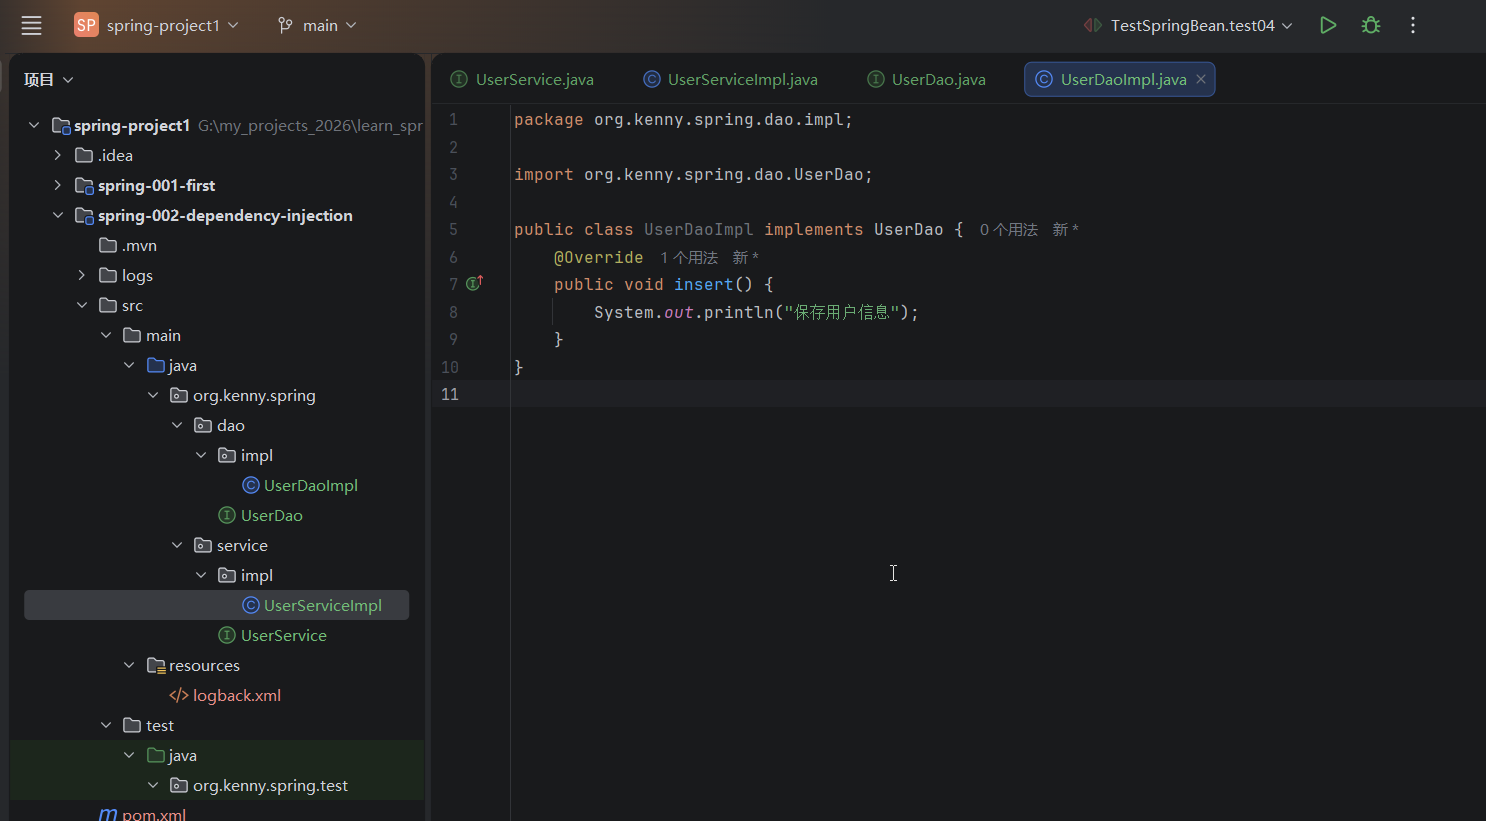 SP spring-project1 main TestSpringBean.test04
项目
spring-project1 G:\my_projects_2026\learn_spr
.idea
spring-001-first
spring-002-dependency-injection
.mvn
logs
src
main
java
org.kenny.spring
dao
impl
UserDaoImpl
UserDao
service
impl
UserServiceImpl
UserService
resources
logback.xml
test
java
org.kenny.spring.test
pom.xml
UserService.java UserServiceImpl.java UserDao.java UserDaoImpl.java
1 package org.kenny.spring.dao.impl;
2
3 import org.kenny.spring.dao.UserDao;
4
5 public class UserDaoImpl implements UserDao { 0 个用法 新 *
6 @Override 1 个用法 新 *
7 public void insert() {
8 System.out.println("保存用户信息");
9 }
10 }
11